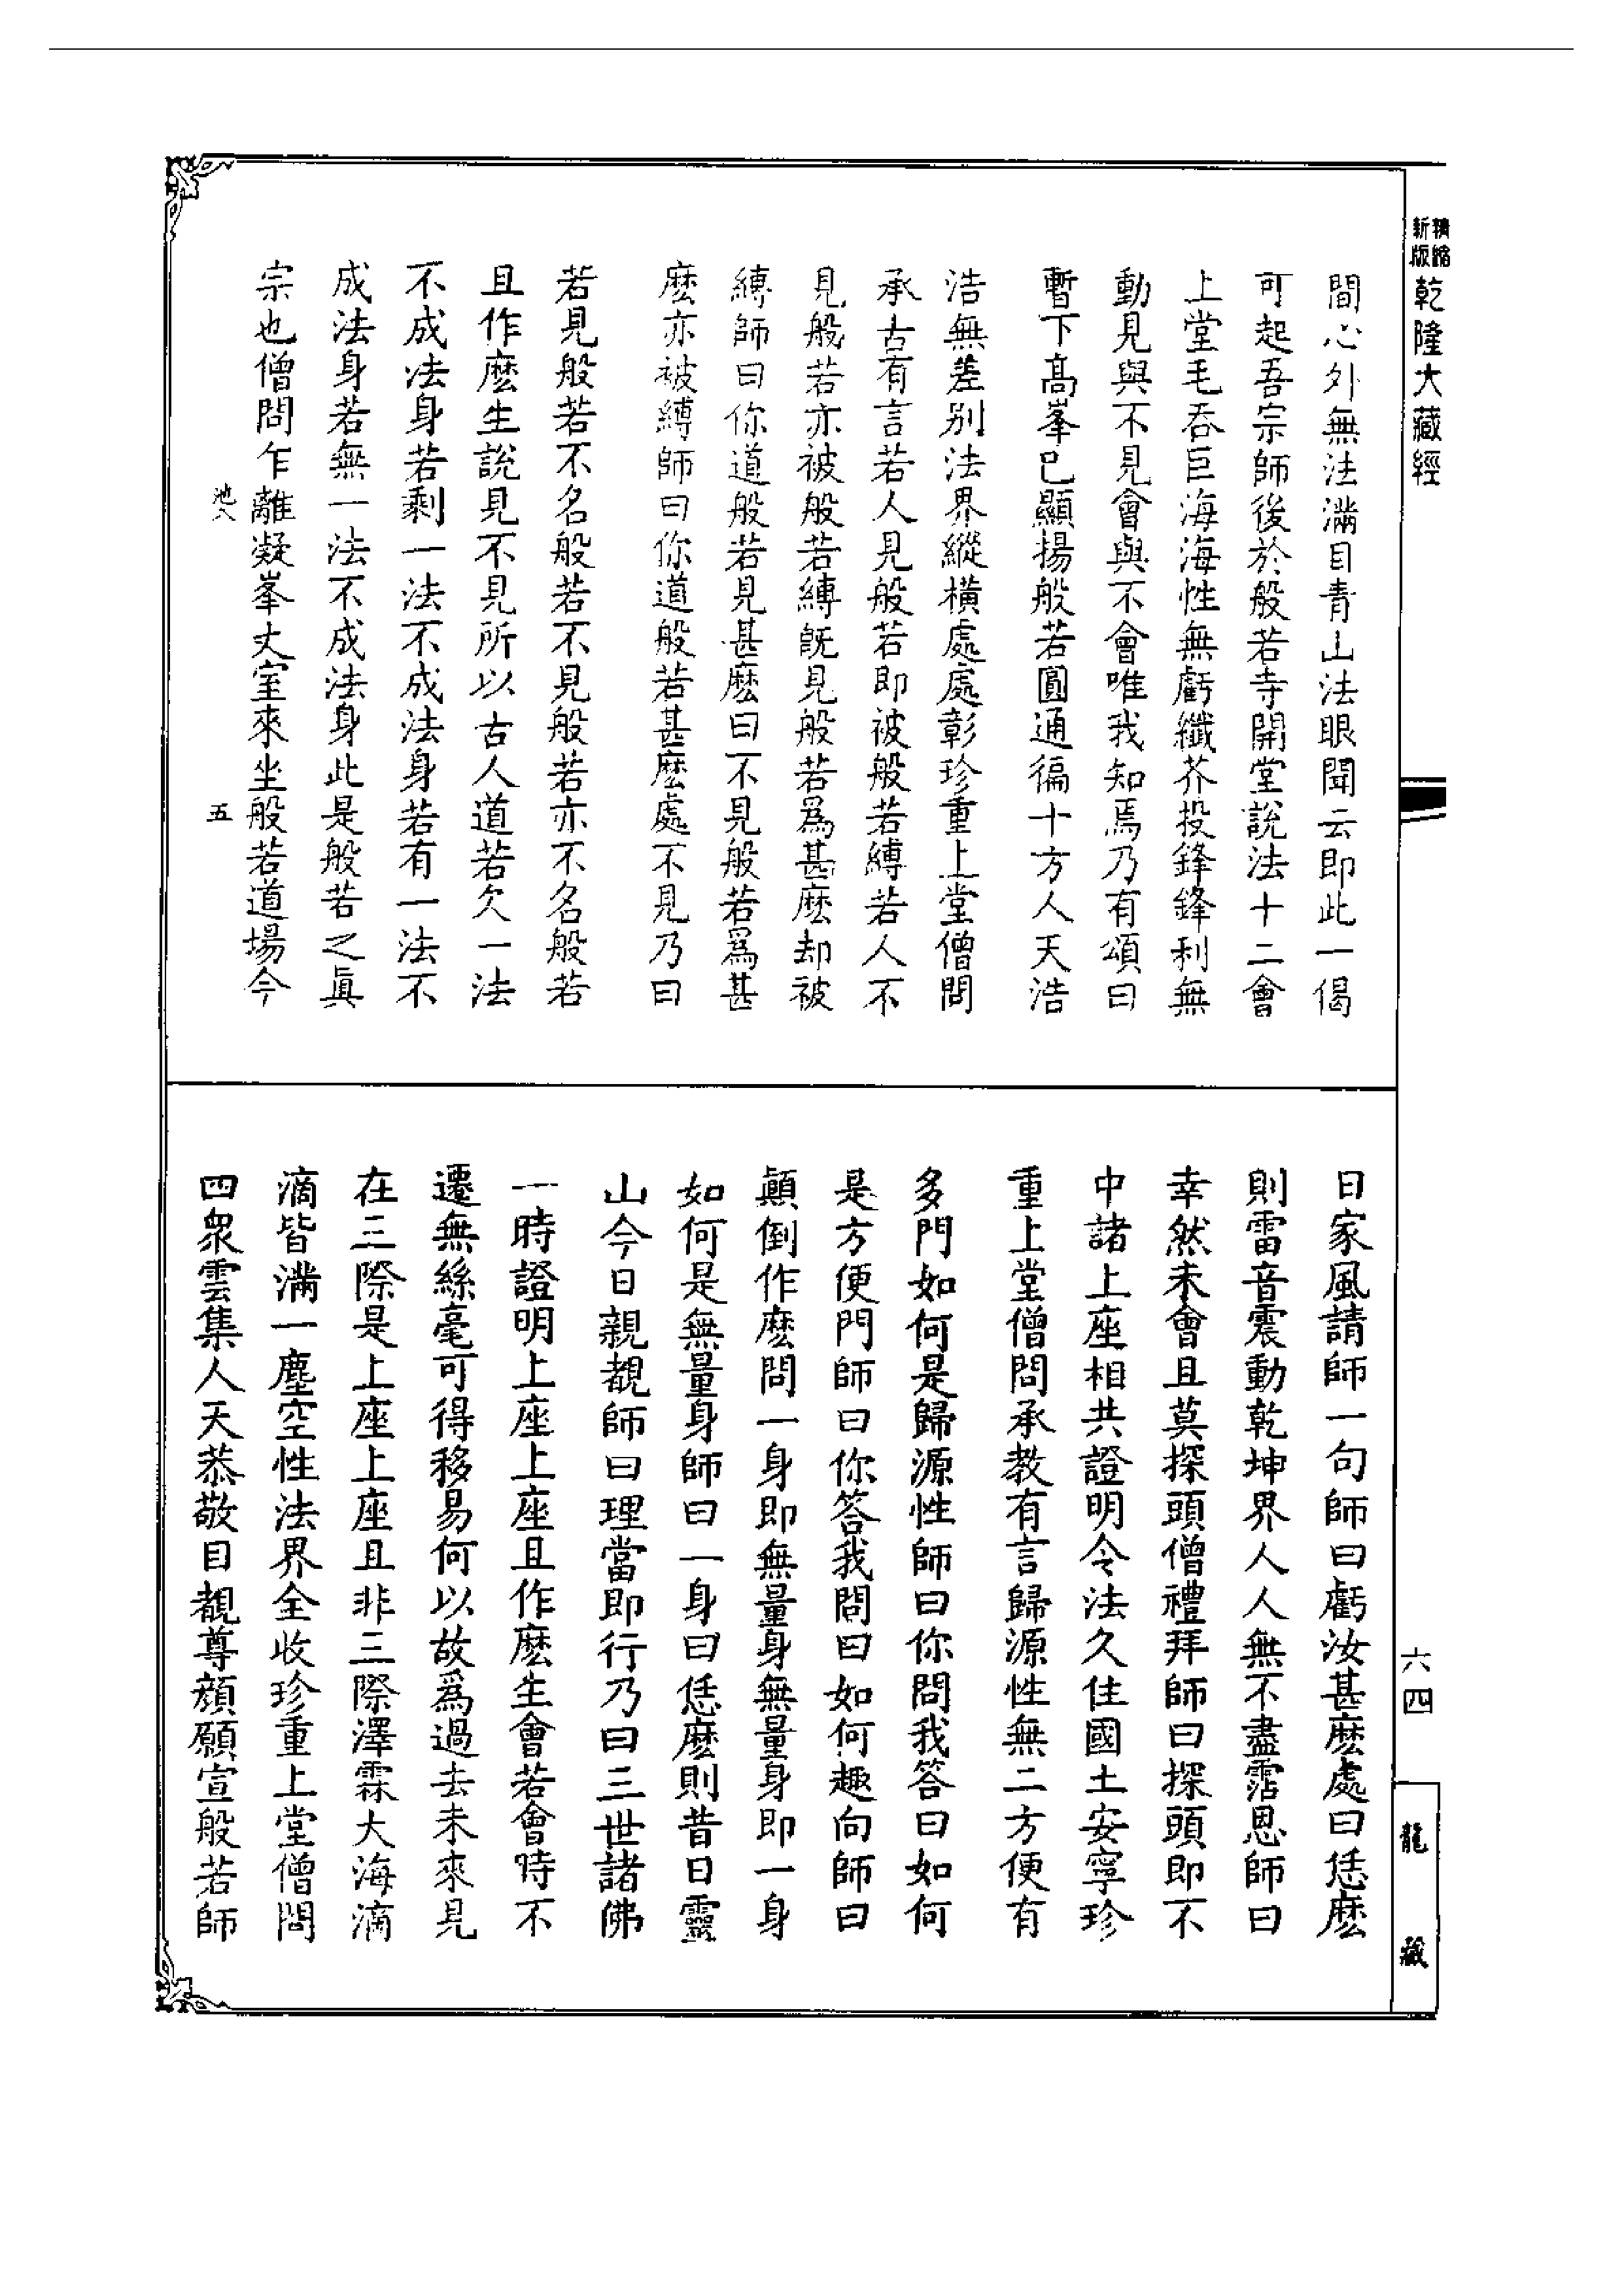 精縮
新版
乾隆大藏經
間心外無法滿目青山法眼聞云即此一偈
可起吾宗師後於般若寺開堂說法十二會
上堂毛吞巨海海性無虧纖芥投鋒鋒利無
動見與不見會與不會唯我知焉乃有頌曰
暫下高峯已顯揚般若圓通徧十方人天浩
浩無差別法界縱橫處處彰珍重上堂僧問
承古有言若人見般若即被般若縛若人不
見般若亦被般若縛旣見般若爲甚麽却被
縛師曰你道般若見甚麽曰不見般若爲甚
麽亦被縛師曰你道般若甚麽處不見乃曰
若見般若不名般若不見般若亦不名般若
且作麽生說見不見所以古人道若欠一法
不成法身若剩一法不成法身若有一法不
成法身若無一法不成法身此是般若之眞
宗也僧問乍離凝峯丈室來坐般若道場今
池八 五
日家風請師一句師曰虧汝甚麽處曰恁麽
則雷音震動乾坤界人人無不盡霑恩師曰
幸然未會且莫探頭僧禮拜師曰探頭即不
中諸上座相共證明令法久住國土安寧珍
重上堂僧問承教有言歸源性無二方便有
多門如何是歸源性師曰你問我答曰如何
是方便門師曰你答我問曰如何趣向師曰
顛倒作麽問一身即無量身無量身即一身
如何是無量身師曰一身曰恁麽則昔日靈
山今日親覩師曰理當即行乃曰三世諸佛
一時證明上座上座且作麽生會若會時不
遷無絲毫可得移易何以故爲過去未來見
在三際是上座上座且非三際澤霖大海滴
滴皆滿一塵空性法界全收珍重上堂僧問
四衆雲集人天恭敬目覩尊顏願宣般若師
六四
龍藏